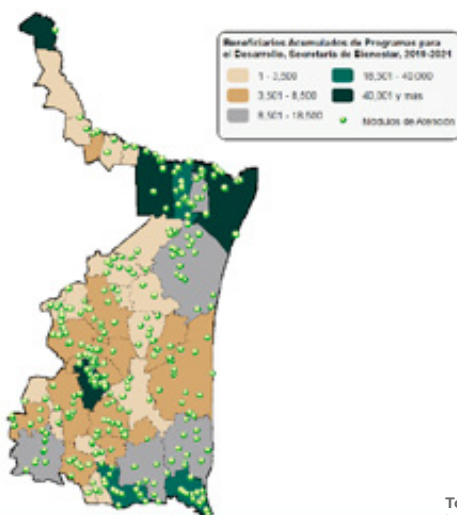 Beneficiarios Acumulados de Programas para
el Desarrollo, Secretaría de Bienestar, 2019-2021
1 - 3,500
3,501 - 8,500
8,501 - 18,500
18,501 - 40,000
40,001 y más
Módulos de Atención
To